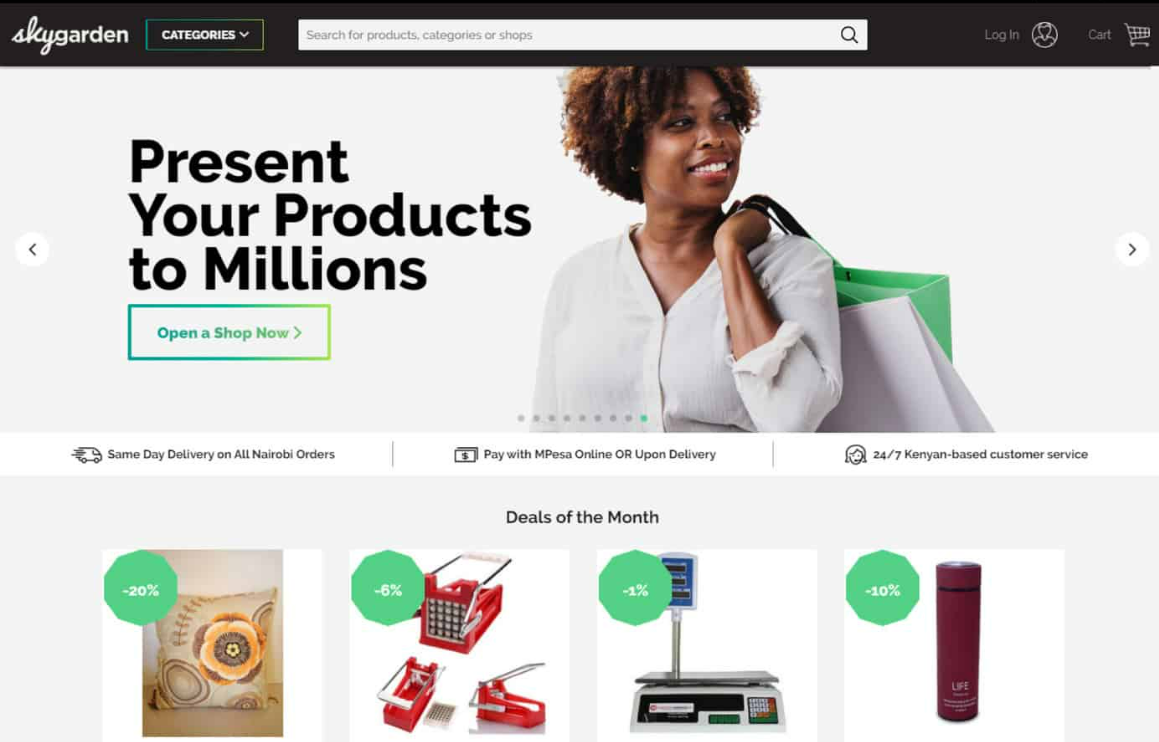 skygarden
CATEGORIES
Search for products, categories or shops
Log In
Cart
Present
Your Products
to Millions
Open a Shop Now
Same Day Delivery on All Nairobi Orders
$
Pay with MPesa Online OR Upon Delivery
24/7 Kenyan-based customer service
Deals of the Month
-20%
-6%
-1%
-10%
LIFE